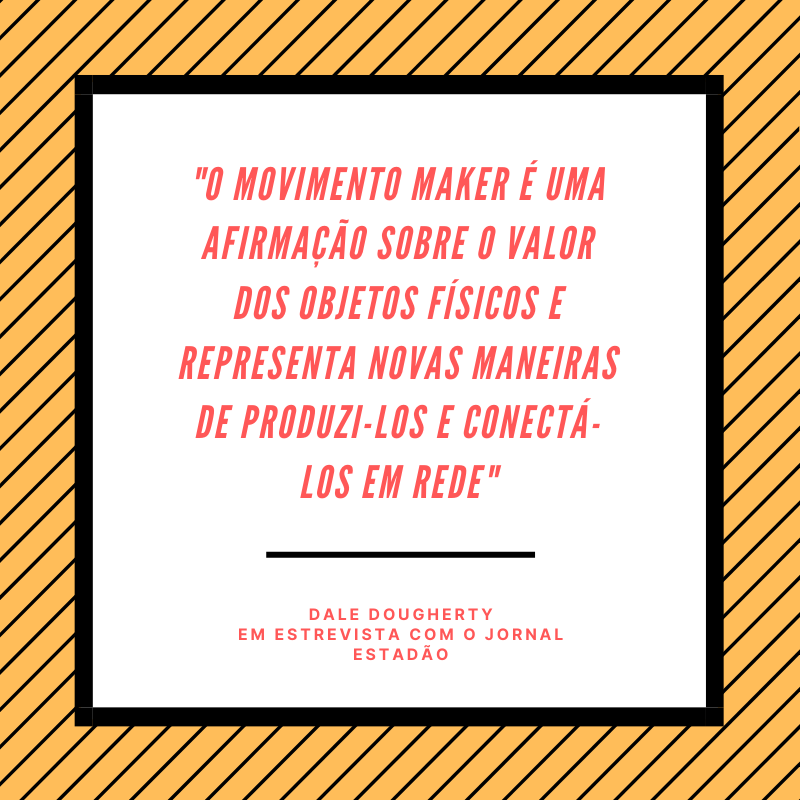 "O MOVIMENTO MAKER É UMA
AFIRMAÇÃO SOBRE O VALOR
DOS OBJETOS FÍSICOS E
REPRESENTA NOVAS MANEIRAS
DE PRODUZI-LOS E CONECTÁ-
LOS EM REDE"
DALE DOUGHERTY
EM ESTREVISTA COM O JORNAL
ESTADÃO